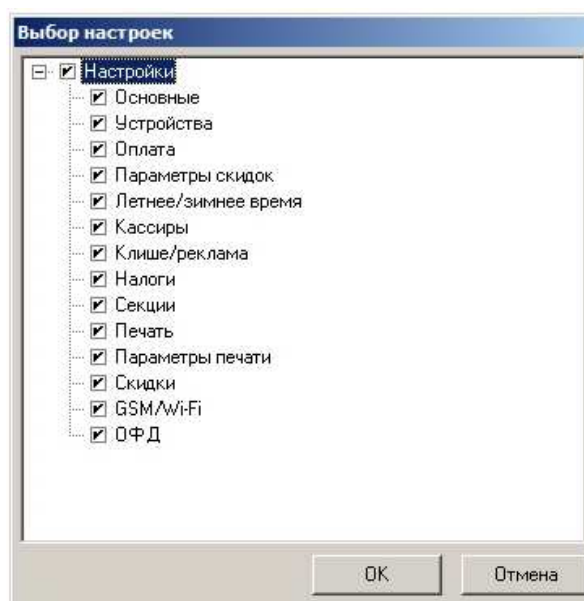 Выбор настроек
Настройки
Основные
Устройства
Оплата
Параметры скидок
Летнее/зимнее время
Кассиры
Клише/реклама
Налоги
Секции
Печать
Параметры печати
Скидки
GSM/Wi-Fi
ОФД
OK Отмена